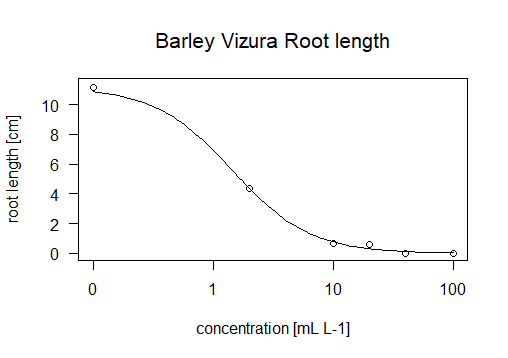 Barley Vizura Root length
root length [cm]
10
8
6
4
2
0
0 1 10 100
concentration [mL L-1]